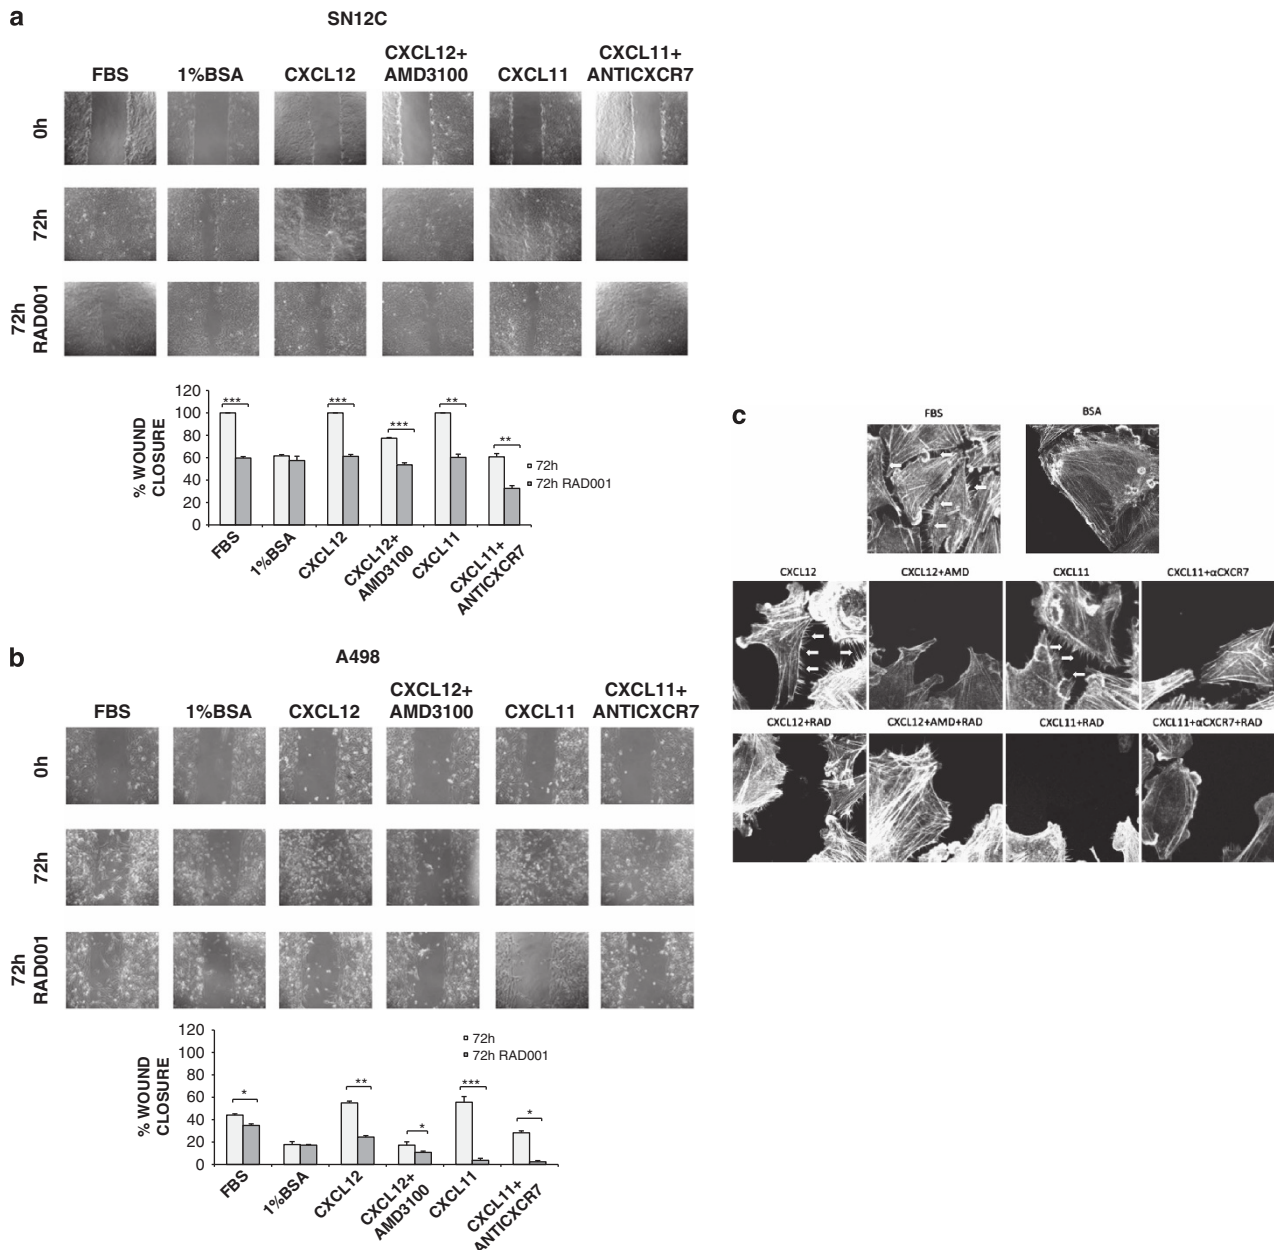 a
SN12C
FBS 1%BSA CXCL12 CXCL12+ AMD3100 CXCL11 CXCL11+ ANTICXCR7
0h
72h
72h RAD001
% WOUND CLOSURE
120
100
80
60
40
20
0
*** *** *** ** **
72h
72h RAD001
FBS 1%BSA CXCL12 CXCL12+ AMD3100 CXCL11 CXCL11+ ANTICXCR7
b
A498
FBS 1%BSA CXCL12 CXCL12+ AMD3100 CXCL11 CXCL11+ ANTICXCR7
0h
72h
72h RAD001
% WOUND CLOSURE
120
100
80
60
40
20
0
* ** * *** *
72h
72h RAD001
FBS 1%BSA CXCL12 CXCL12+ AMD3100 CXCL11 CXCL11+ ANTICXCR7
c
FBS BSA
CXCL12 CXCL12+AMD CXCL11 CXCL11+αCXCR7
CXCL12+RAD CXCL12+AMD+RAD CXCL11+RAD CXCL11+αCXCR7+RAD